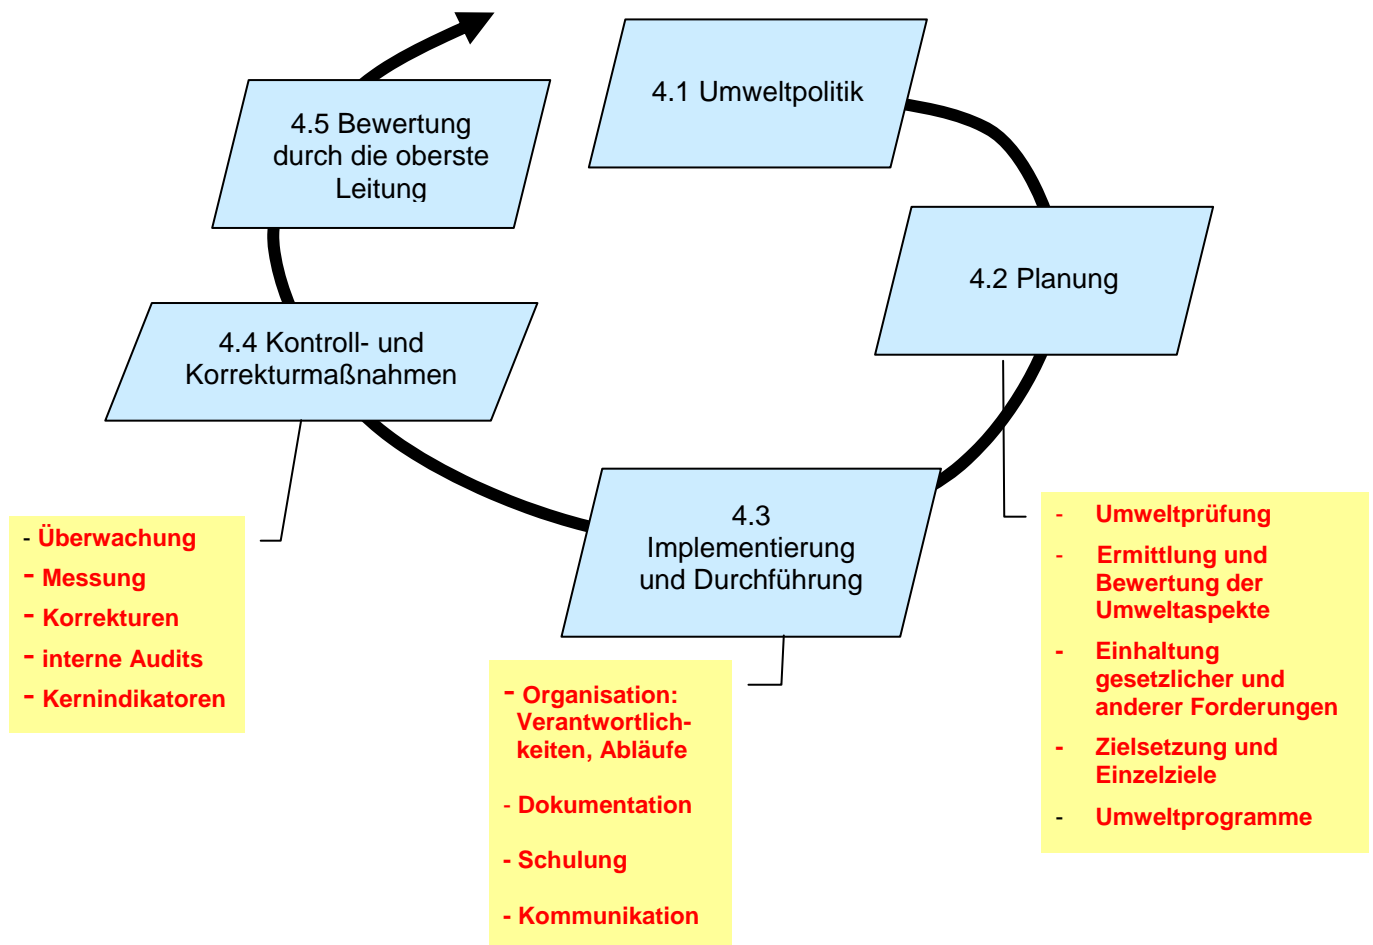 4.1 Umweltpolitik
4.5 Bewertung
durch die oberste
Leitung
4.2 Planung
4.4 Kontroll- und
Korrekturmaßnahmen
4.3
Implementierung
und Durchführung
- Überwachung
- Messung
- Korrekturen
- interne Audits
- Kernindikatoren
- Organisation:
Verantwortlich-
keiten, Abläufe
- Dokumentation
- Schulung
- Kommunikation
- Umweltprüfung
- Ermittlung und
Bewertung der
Umweltaspekte
- Einhaltung
gesetzlicher und
anderer Forderungen
- Zielsetzung und
Einzelziele
- Umweltprogramme